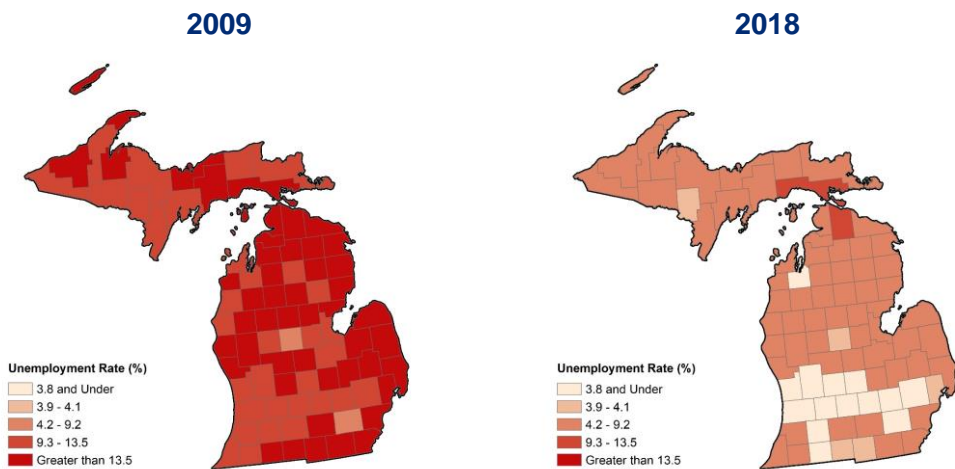 2009
2018
Unemployment Rate (%)
3.8 and Under
3.9 - 4.1
4.2 - 9.2
9.3 - 13.5
Greater than 13.5
Unemployment Rate (%)
3.8 and Under
3.9 - 4.1
4.2 - 9.2
9.3 - 13.5
Greater than 13.5